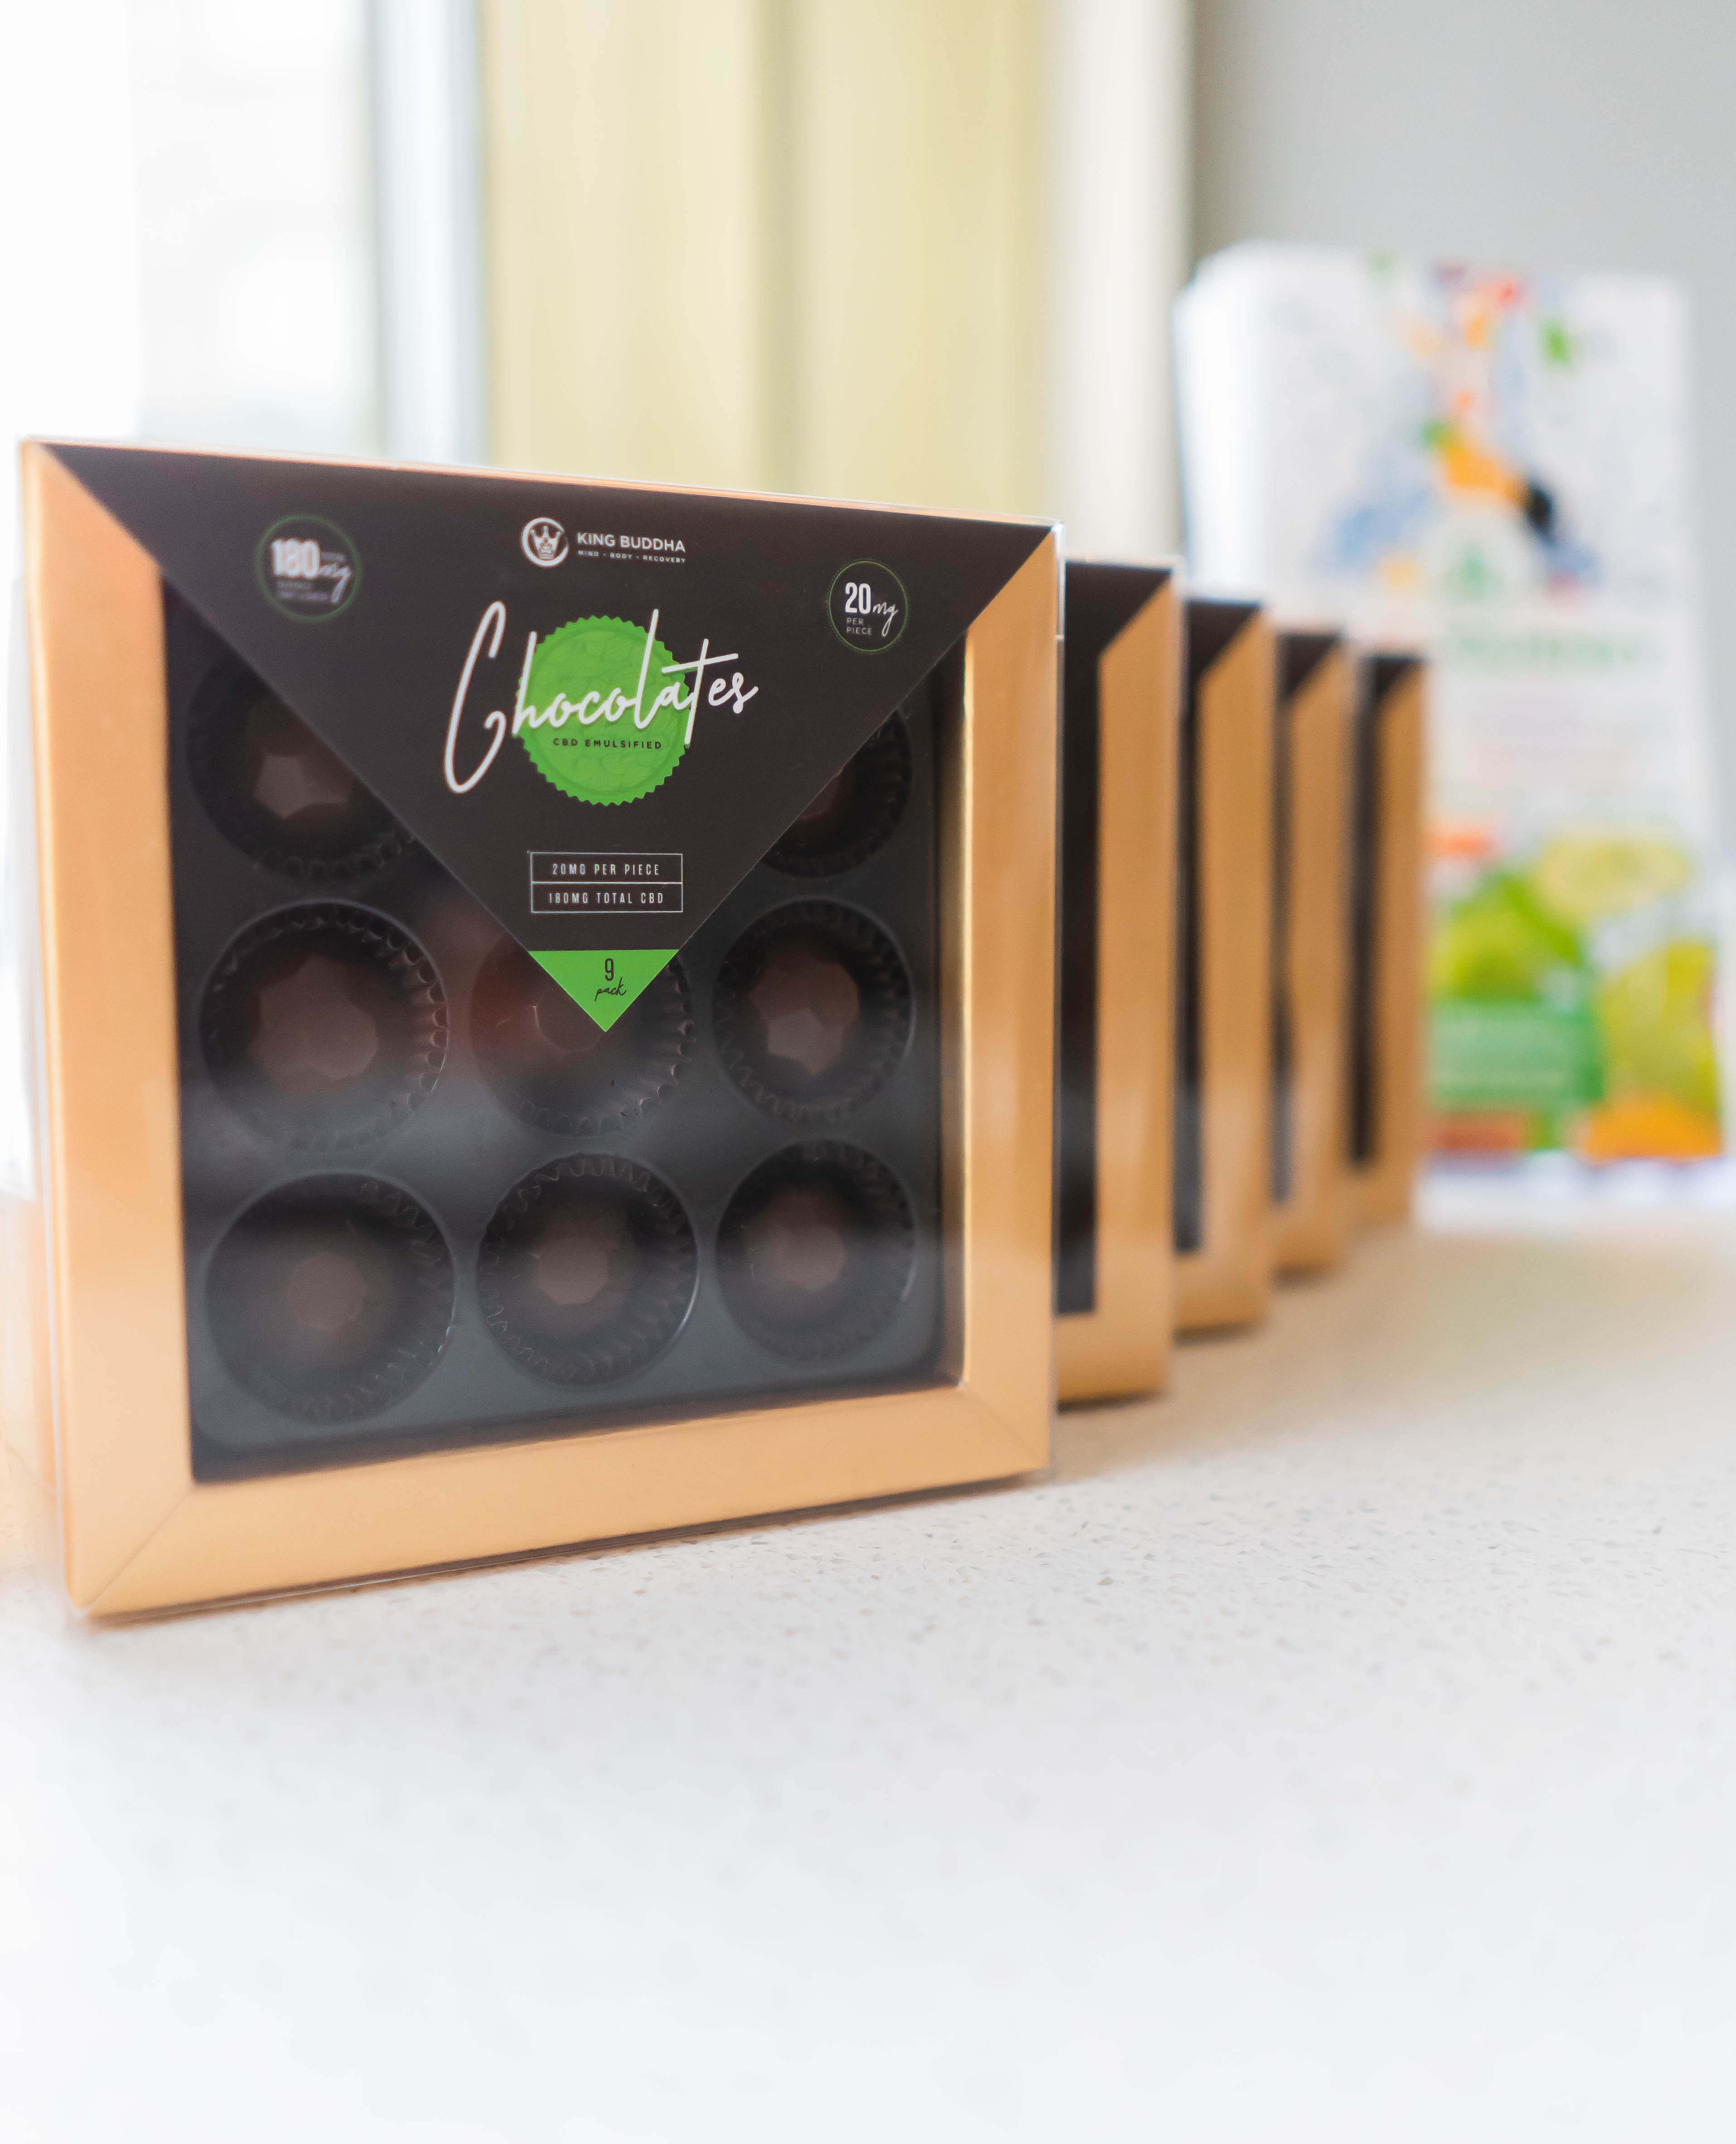 180mg
KING BUDDHA
MIND • BODY • RECOVERY
20mg
PER
PIECE
Chocolates
CBD EMULSIFIED
20MG PER PIECE
180MG TOTAL CBD
9
pack